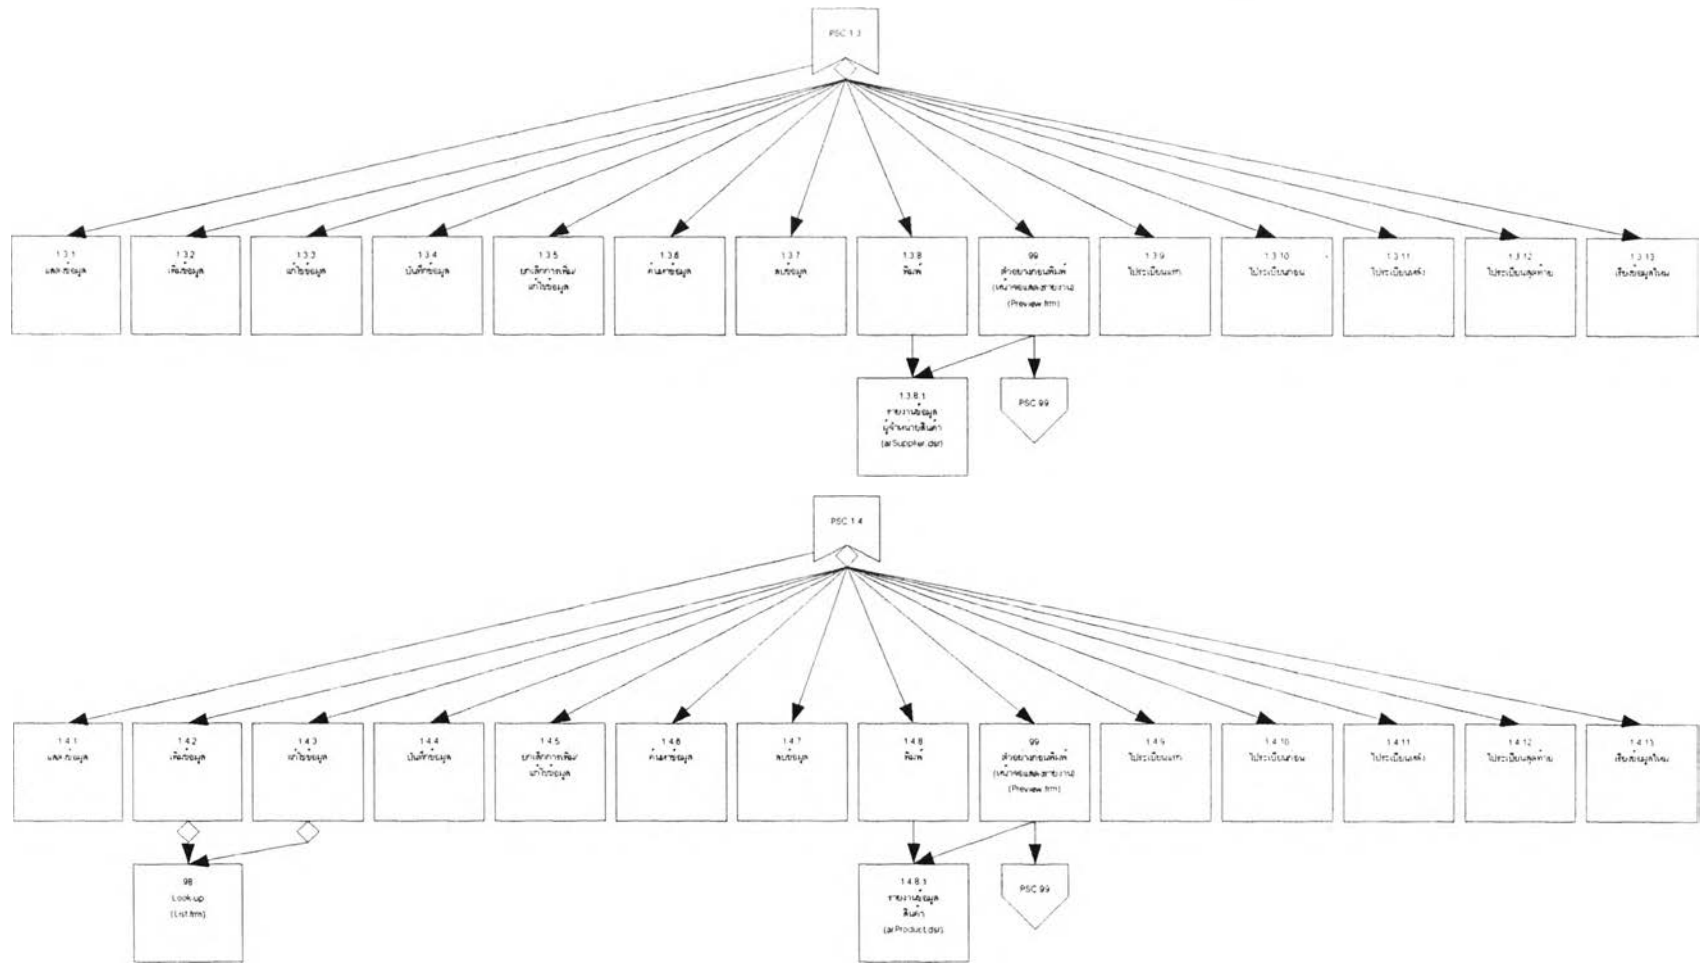 PSC 1.3
1.3.1
แสดงข้อมูล
1.3.2
เพิ่มข้อมูล
1.3.3
แก้ไขข้อมูล
1.3.4
บันทึกข้อมูล
1.3.5
ยกเลิกการเพิ่ม/
แก้ไขข้อมูล
1.3.6
ค้นหาข้อมูล
1.3.7
ลบข้อมูล
1.3.8
พิมพ์
99
ตัวอย่างก่อนพิมพ์
(หน้าจอแสดงรายงาน)
(Preview.frm)
1.3.9
ไประเบียนแรก
1.3.10
ไประเบียนก่อน
1.3.11
ไประเบียนหลัง
1.3.12
ไประเบียนสุดท้าย
1.3.13
เรียงข้อมูลใหม่
1.3.8.1
รายงานข้อมูล
ผู้จำหน่ายสินค้า
(arSupplier.dsr)
PSC 99
PSC 1.4
1.4.1
แสดงข้อมูล
1.4.2
เพิ่มข้อมูล
1.4.3
แก้ไขข้อมูล
1.4.4
บันทึกข้อมูล
1.4.5
ยกเลิกการเพิ่ม/
แก้ไขข้อมูล
1.4.6
ค้นหาข้อมูล
1.4.7
ลบข้อมูล
1.4.8
พิมพ์
99
ตัวอย่างก่อนพิมพ์
(หน้าจอแสดงรายงาน)
(Preview.frm)
1.4.9
ไประเบียนแรก
1.4.10
ไประเบียนก่อน
1.4.11
ไประเบียนหลัง
1.4.12
ไประเบียนสุดท้าย
1.4.13
เรียงข้อมูลใหม่
98
Look-up
(List.frm)
1.4.8.1
รายงานข้อมูล
สินค้า
(arProduct.dsr)
PSC 99